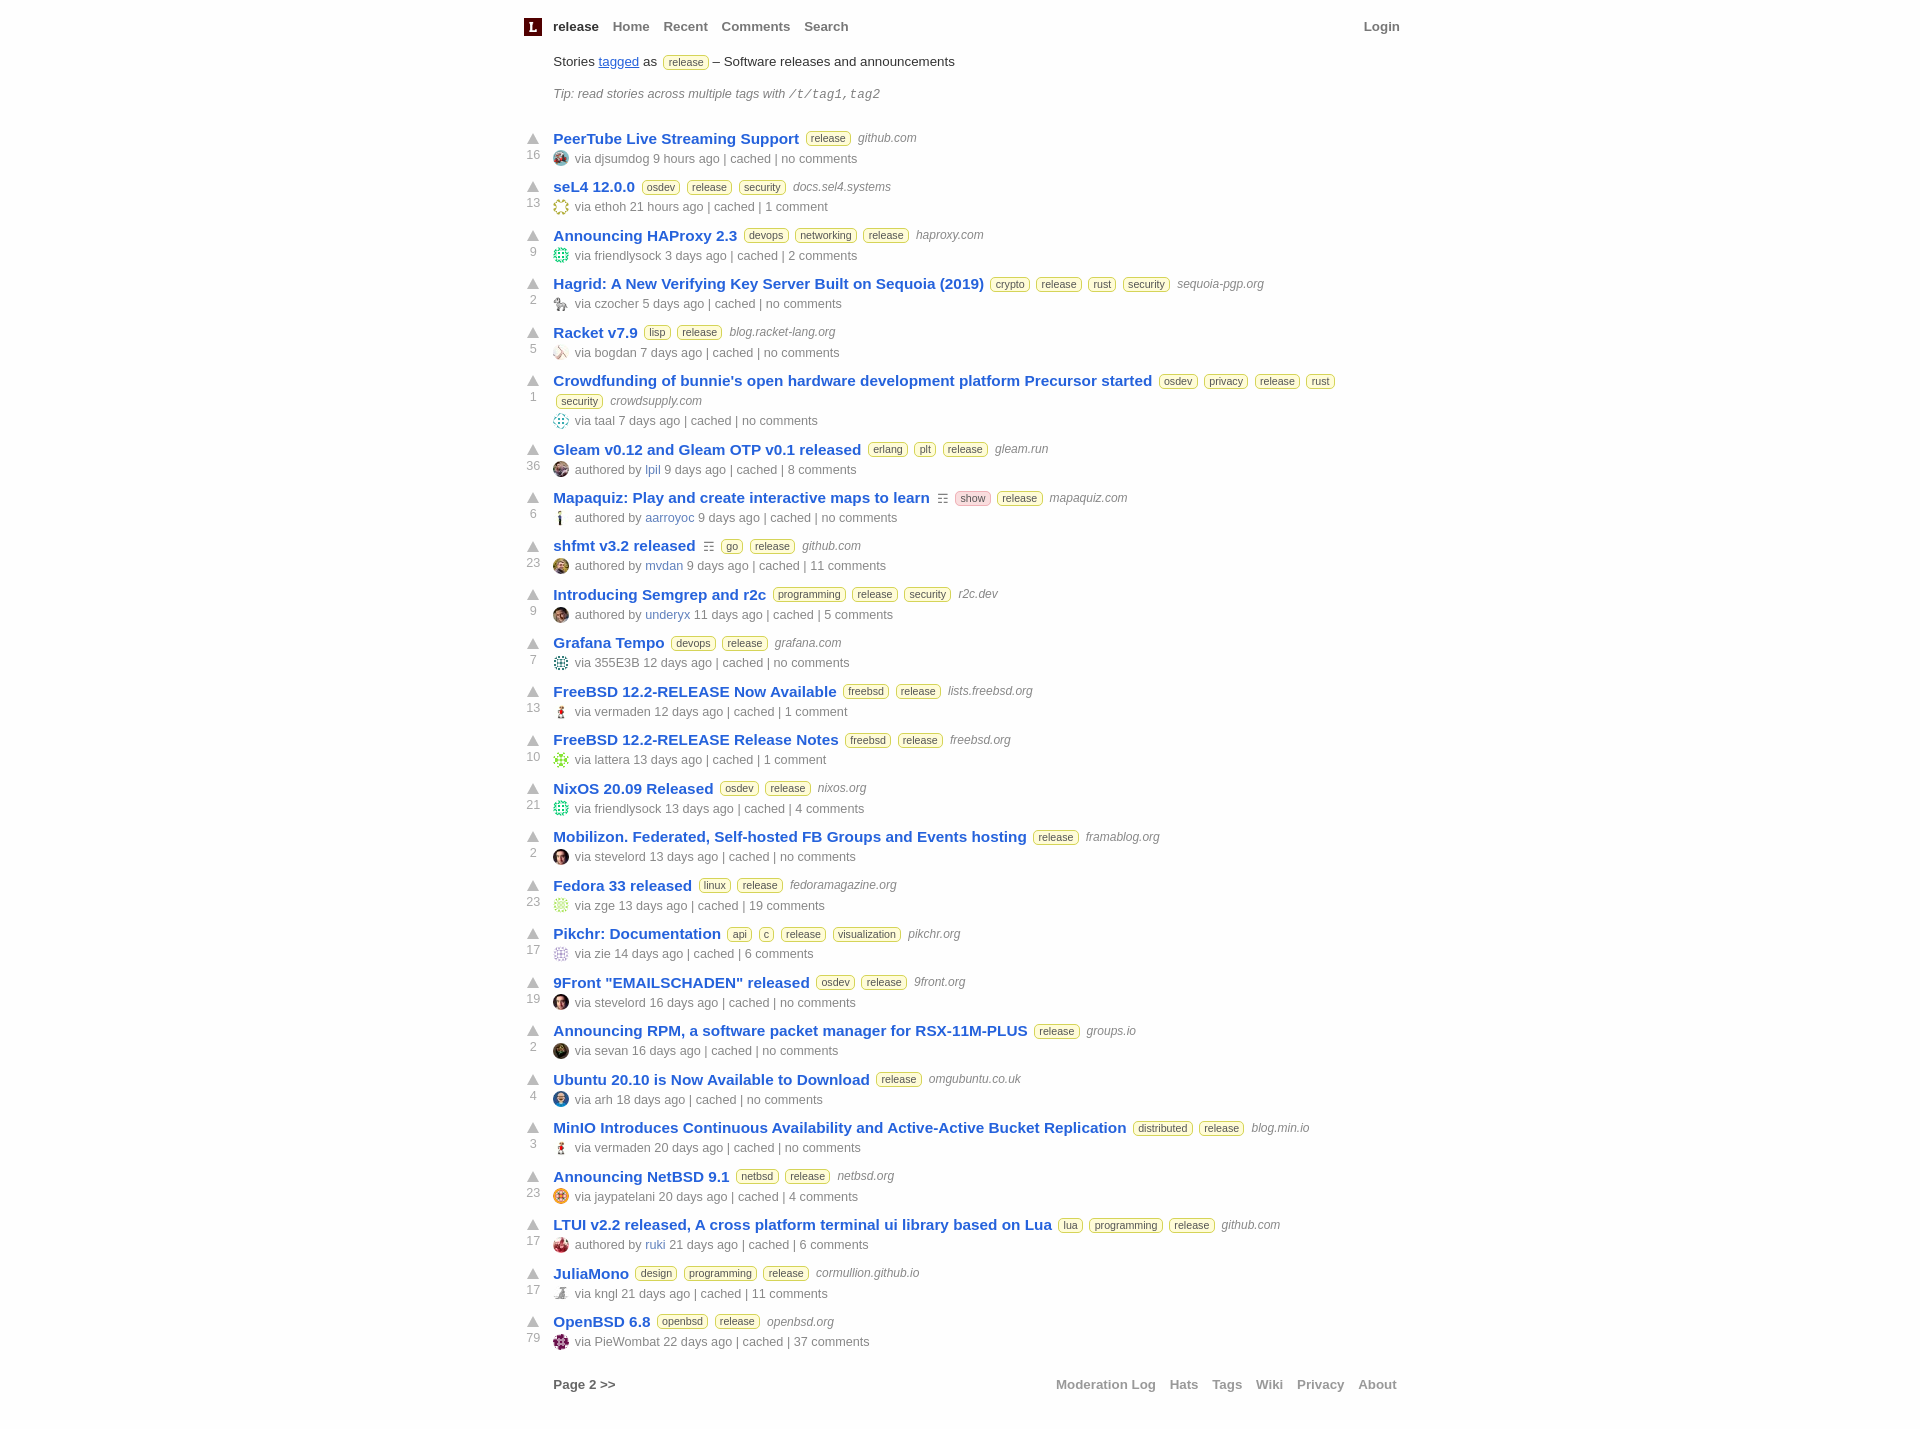 L release Home Recent Comments Search Login
Stories tagged as release – Software releases and announcements
Tip: read stories across multiple tags with /t/tag1,tag2
PeerTube Live Streaming Support release github.com
16 via djsumdog 9 hours ago | cached | no comments
seL4 12.0.0 osdev release security docs.sel4.systems
13 via ethoh 21 hours ago | cached | 1 comment
Announcing HAProxy 2.3 devops networking release haproxy.com
9 via friendlysock 3 days ago | cached | 2 comments
Hagrid: A New Verifying Key Server Built on Sequoia (2019) crypto release rust security sequoia-pgp.org
2 via czocher 5 days ago | cached | no comments
Racket v7.9 lisp release blog.racket-lang.org
5 via bogdan 7 days ago | cached | no comments
Crowdfunding of bunnie's open hardware development platform Precursor started osdev privacy release rust
1 security crowdsupply.com
via taal 7 days ago | cached | no comments
Gleam v0.12 and Gleam OTP v0.1 released erlang plt release gleam.run
36 authored by lpil 9 days ago | cached | 8 comments
Mapaquiz: Play and create interactive maps to learn ☶ show release mapaquiz.com
6 authored by aarroyoc 9 days ago | cached | no comments
shfmt v3.2 released ☶ go release github.com
23 authored by mvdan 9 days ago | cached | 11 comments
Introducing Semgrep and r2c programming release security r2c.dev
9 authored by underyx 11 days ago | cached | 5 comments
Grafana Tempo devops release grafana.com
7 via 355E3B 12 days ago | cached | no comments
FreeBSD 12.2-RELEASE Now Available freebsd release lists.freebsd.org
13 via vermaden 12 days ago | cached | 1 comment
FreeBSD 12.2-RELEASE Release Notes freebsd release freebsd.org
10 via lattera 13 days ago | cached | 1 comment
NixOS 20.09 Released osdev release nixos.org
21 via friendlysock 13 days ago | cached | 4 comments
Mobilizon. Federated, Self-hosted FB Groups and Events hosting release framablog.org
2 via stevelord 13 days ago | cached | no comments
Fedora 33 released linux release fedoramagazine.org
23 via zge 13 days ago | cached | 19 comments
Pikchr: Documentation api c release visualization pikchr.org
17 via zie 14 days ago | cached | 6 comments
9Front "EMAILSCHADEN" released osdev release 9front.org
19 via stevelord 16 days ago | cached | no comments
Announcing RPM, a software packet manager for RSX-11M-PLUS release groups.io
2 via sevan 16 days ago | cached | no comments
Ubuntu 20.10 is Now Available to Download release omgubuntu.co.uk
4 via arh 18 days ago | cached | no comments
MinIO Introduces Continuous Availability and Active-Active Bucket Replication distributed release blog.min.io
3 via vermaden 20 days ago | cached | no comments
Announcing NetBSD 9.1 netbsd release netbsd.org
23 via jaypatelani 20 days ago | cached | 4 comments
LTUI v2.2 released, A cross platform terminal ui library based on Lua lua programming release github.com
17 authored by ruki 21 days ago | cached | 6 comments
JuliaMono design programming release cormullion.github.io
17 via kngl 21 days ago | cached | 11 comments
OpenBSD 6.8 openbsd release openbsd.org
79 via PieWombat 22 days ago | cached | 37 comments
Page 2 >> Moderation Log Hats Tags Wiki Privacy About